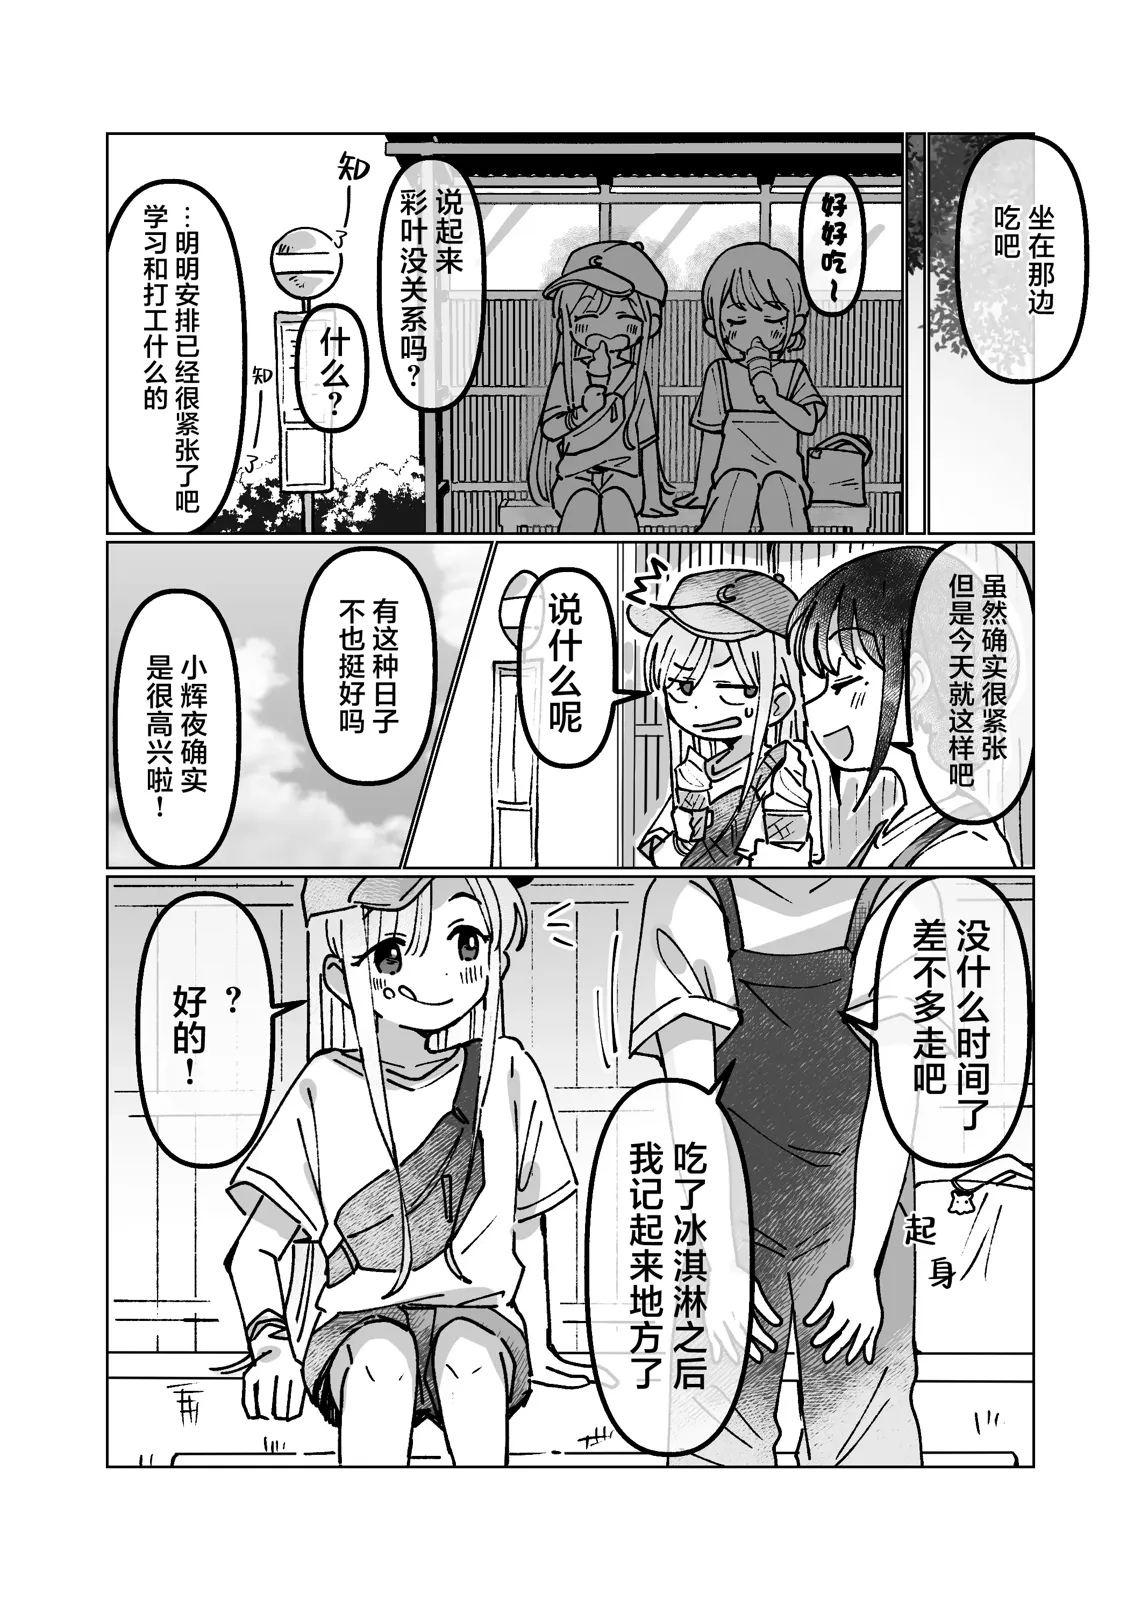 坐在那边
吃吧
好好吃～
说起来
彩叶没关系吗？
什么？
知
知
…明明安排已经很紧张了吧
学习和打工什么的
虽然确实很紧张
但是今天就这样吧
说什么呢
有这种日子
不也挺好吗
小辉夜确实
是很高兴啦！
没什么时间了
差不多走吧
起身
吃了冰淇淋之后
我记起来地方了
？
好的！